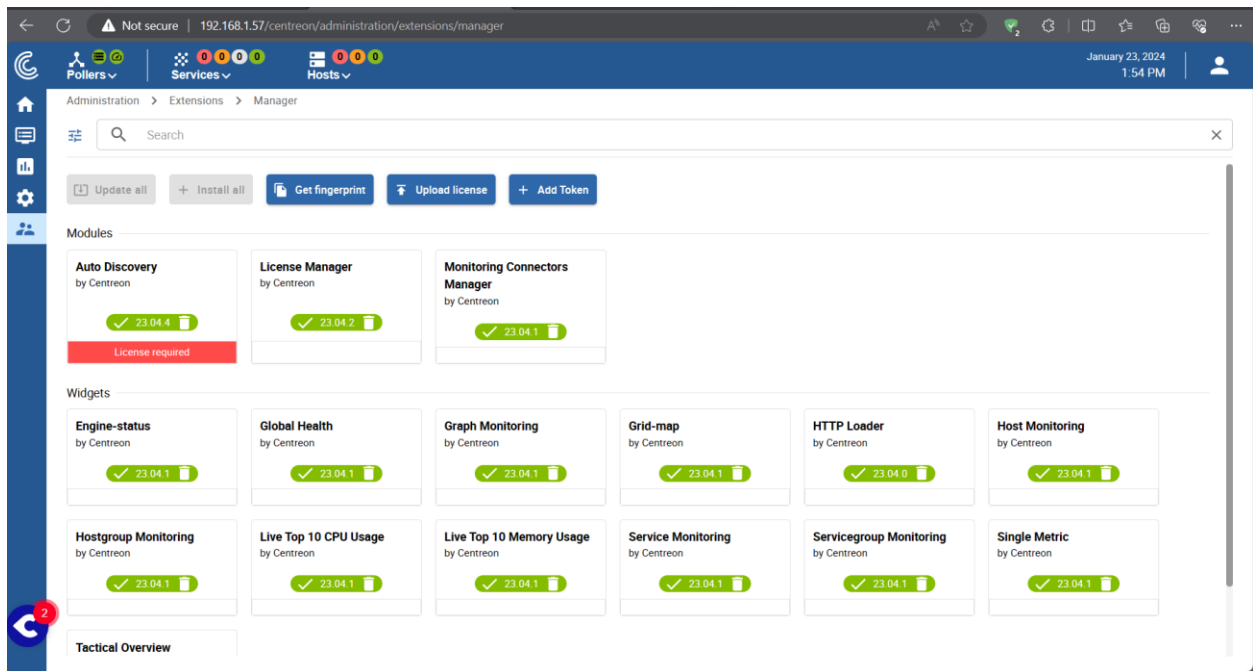 Not secure | 192.168.1.57/centreon/administration/extensions/manager
2
Pollers
0 0 0 0
Services
0 0 0
Hosts
January 23, 2024
1:54 PM
Administration > Extensions > Manager
Search
Update all
+ Install all
Get fingerprint
Upload license
+ Add Token
Modules
Auto Discovery
by Centreon
23.04.4
License required
License Manager
by Centreon
23.04.2
Monitoring Connectors
Manager
by Centreon
23.04.1
Widgets
Engine-status
by Centreon
23.04.1
Global Health
by Centreon
23.04.1
Graph Monitoring
by Centreon
23.04.1
Grid-map
by Centreon
23.04.1
HTTP Loader
by Centreon
23.04.0
Host Monitoring
by Centreon
23.04.1
Hostgroup Monitoring
by Centreon
23.04.1
Live Top 10 CPU Usage
by Centreon
23.04.1
Live Top 10 Memory Usage
by Centreon
23.04.1
Service Monitoring
by Centreon
23.04.1
Servicegroup Monitoring
by Centreon
23.04.1
Single Metric
by Centreon
23.04.1
2
Tactical Overview